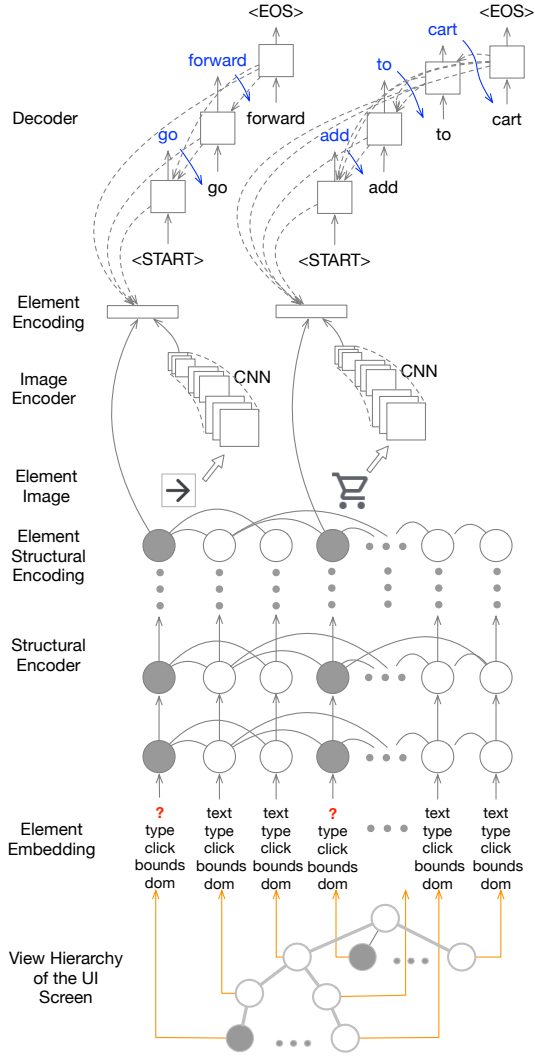 <EOS> <EOS>
cart
forward to
Decoder forward cart
go add to
go add
<START> <START>
Element
Encoding
CNN CNN
Image
Encoder
Element
Image
Element
Structural
Encoding
Structural
Encoder
? text text ? text text
Element
Embedding
type type type type type type
click click click click click click
bounds bounds bounds bounds bounds bounds
dom dom dom dom dom dom
View Hierarchy
of the UI
Screen